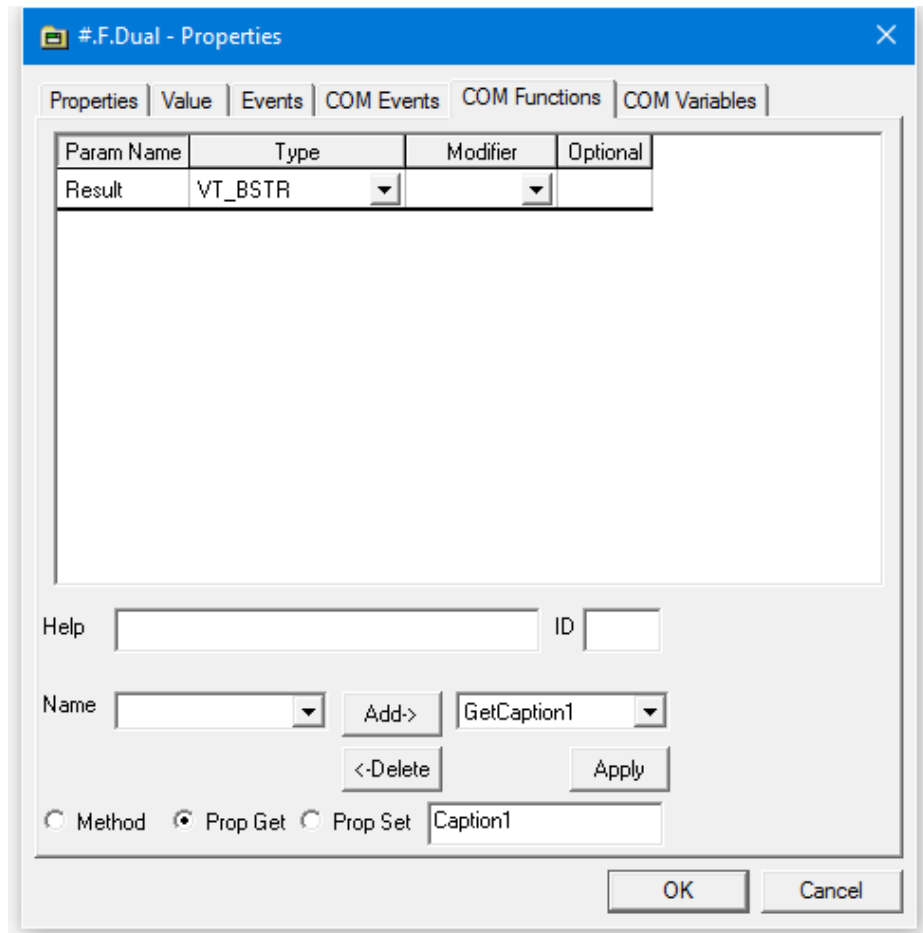 #.F.Dual - Properties
Properties Value Events COM Events COM Functions COM Variables
Param Name Type Modifier Optional
Result VT_BSTR
Help ID
Name Add-> GetCaption1
<-Delete Apply
Method Prop Get Prop Set Caption1
OK Cancel